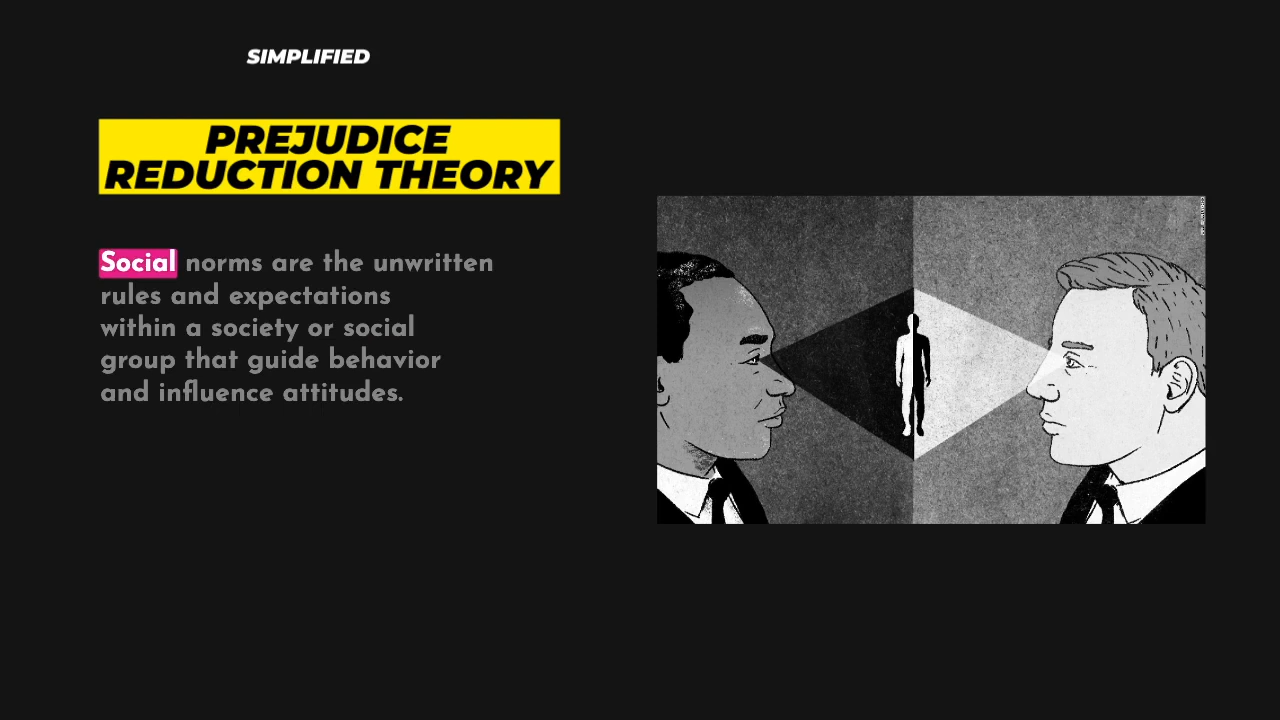 SIMPLIFIED
PREJUDICE
REDUCTION THEORY
Social norms are the unwritten
rules and expectations
within a society or social
group that guide behavior
and influence attitudes.